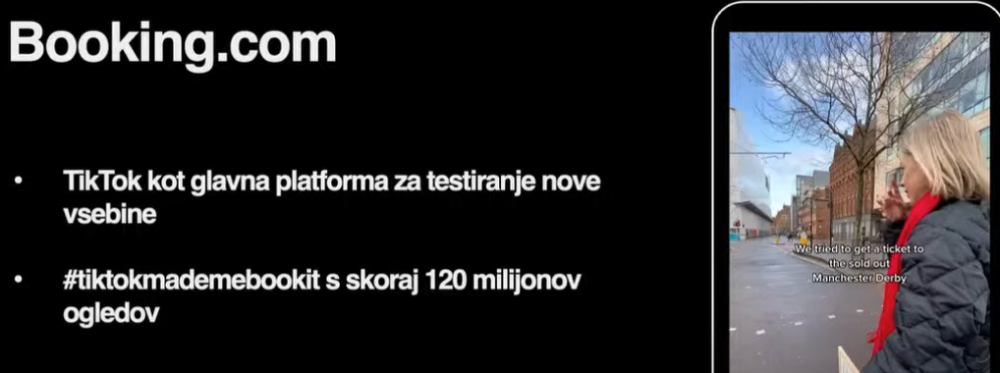 Booking.com
TikTok kot glavna platforma za testiranje nove
vsebine
#tiktokmademebookit s skoraj 120 milijonov
ogledov
We tried to get a ticket to
the sold out
Manchester Derby